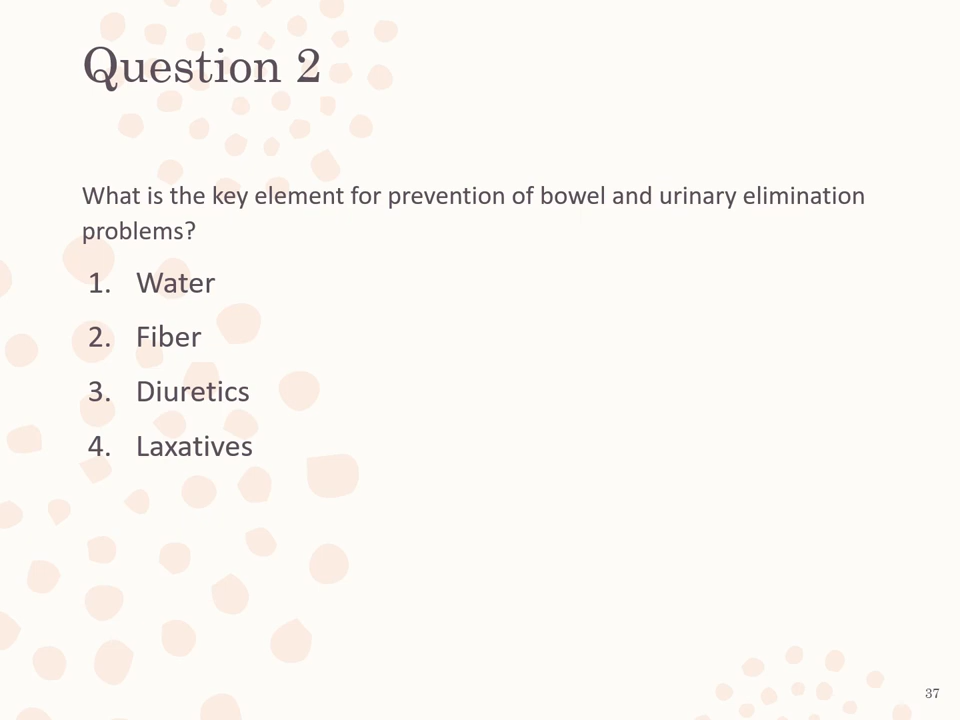 Question 2
What is the key element for prevention of bowel and urinary elimination
problems?
1. Water
2. Fiber
3. Diuretics
4. Laxatives
37